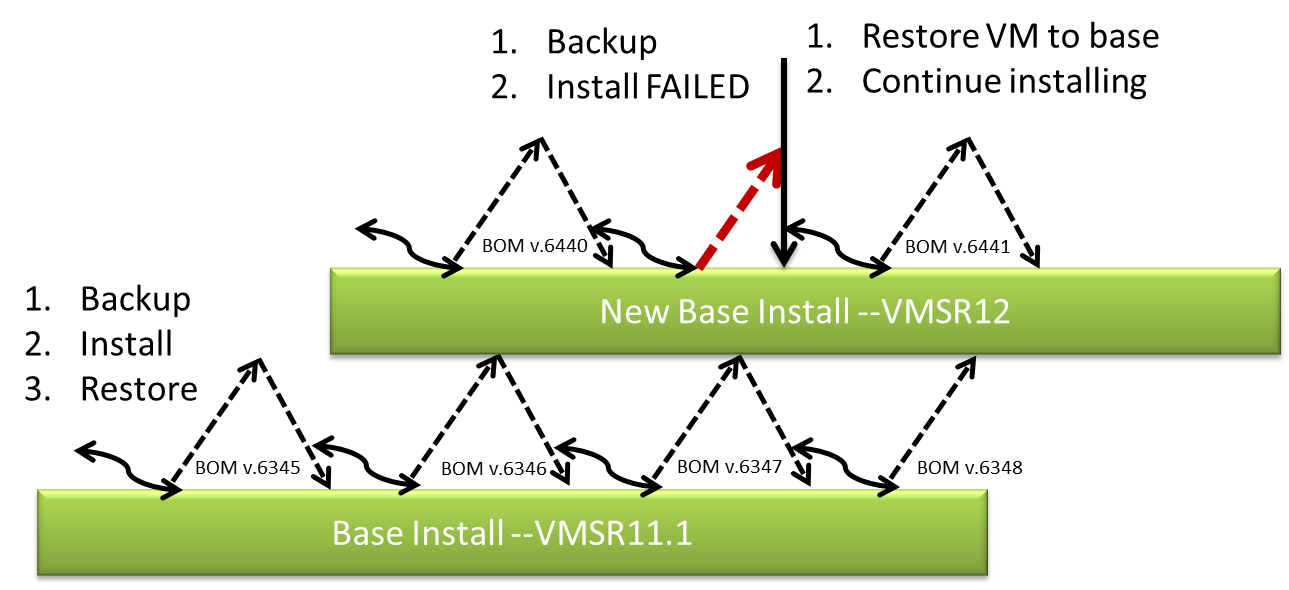 1. Backup
2. Install FAILED
1. Restore VM to base
2. Continue installing
BOM v.6440
BOM v.6441
New Base Install --VMSR12
1. Backup
2. Install
3. Restore
BOM v.6345
BOM v.6346
BOM v.6347
BOM v.6348
Base Install --VMSR11.1